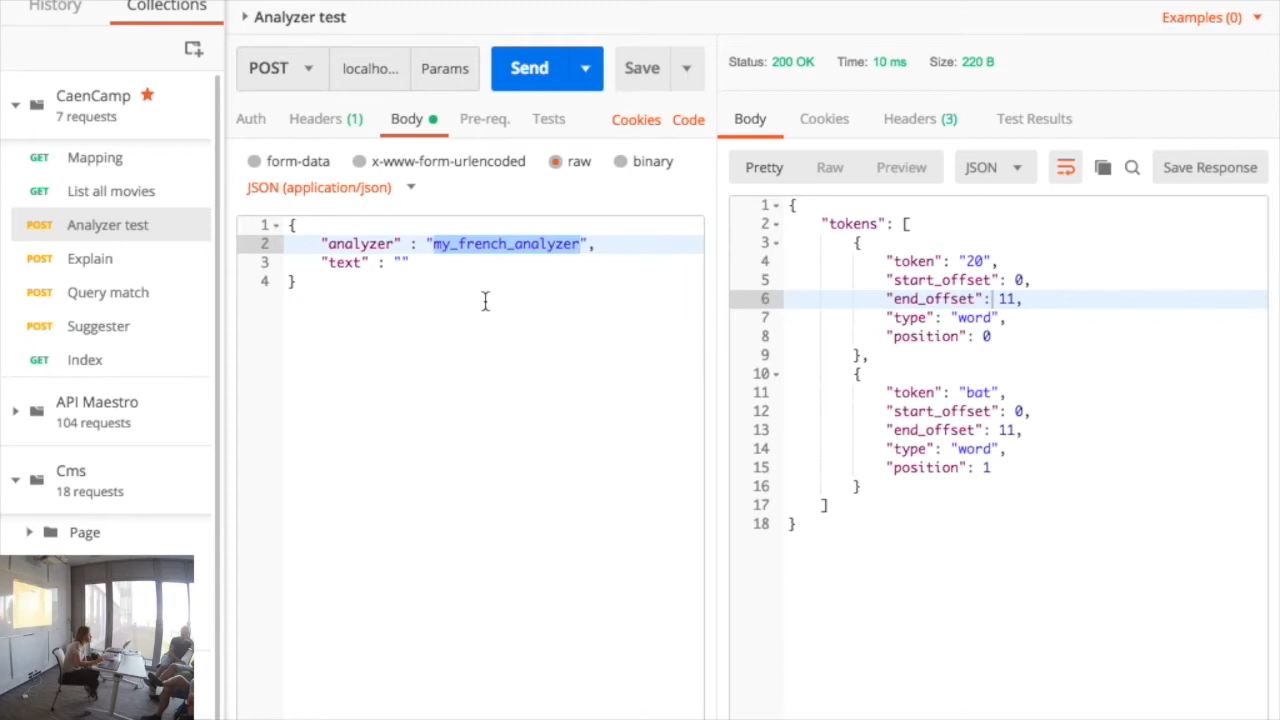 History
Collections
CaenCamp
7 requests
GET Mapping
GET List all movies
POST Analyzer test
POST Explain
POST Query match
POST Suggester
GET Index
API Maestro
104 requests
Cms
18 requests
Page
Analyzer test
Examples (0)
POST
localho...
Params
Send
Save
Auth
Headers (1)
Body
Pre-req.
Tests
Cookies
Code
form-data
x-www-form-urlencoded
raw
binary
JSON (application/json)
1 {
2 "analyzer" : "my_french_analyzer",
3 "text" : ""
4 }
Status: 200 OK
Time: 10 ms
Size: 220 B
Body
Cookies
Headers (3)
Test Results
Pretty
Raw
Preview
JSON
Save Response
1 {
2 "tokens": [
3 {
4 "token": "20",
5 "start_offset": 0,
6 "end_offset": 11,
7 "type": "word",
8 "position": 0
9 },
10 {
11 "token": "bat",
12 "start_offset": 0,
13 "end_offset": 11,
14 "type": "word",
15 "position": 1
16 }
17 ]
18 }